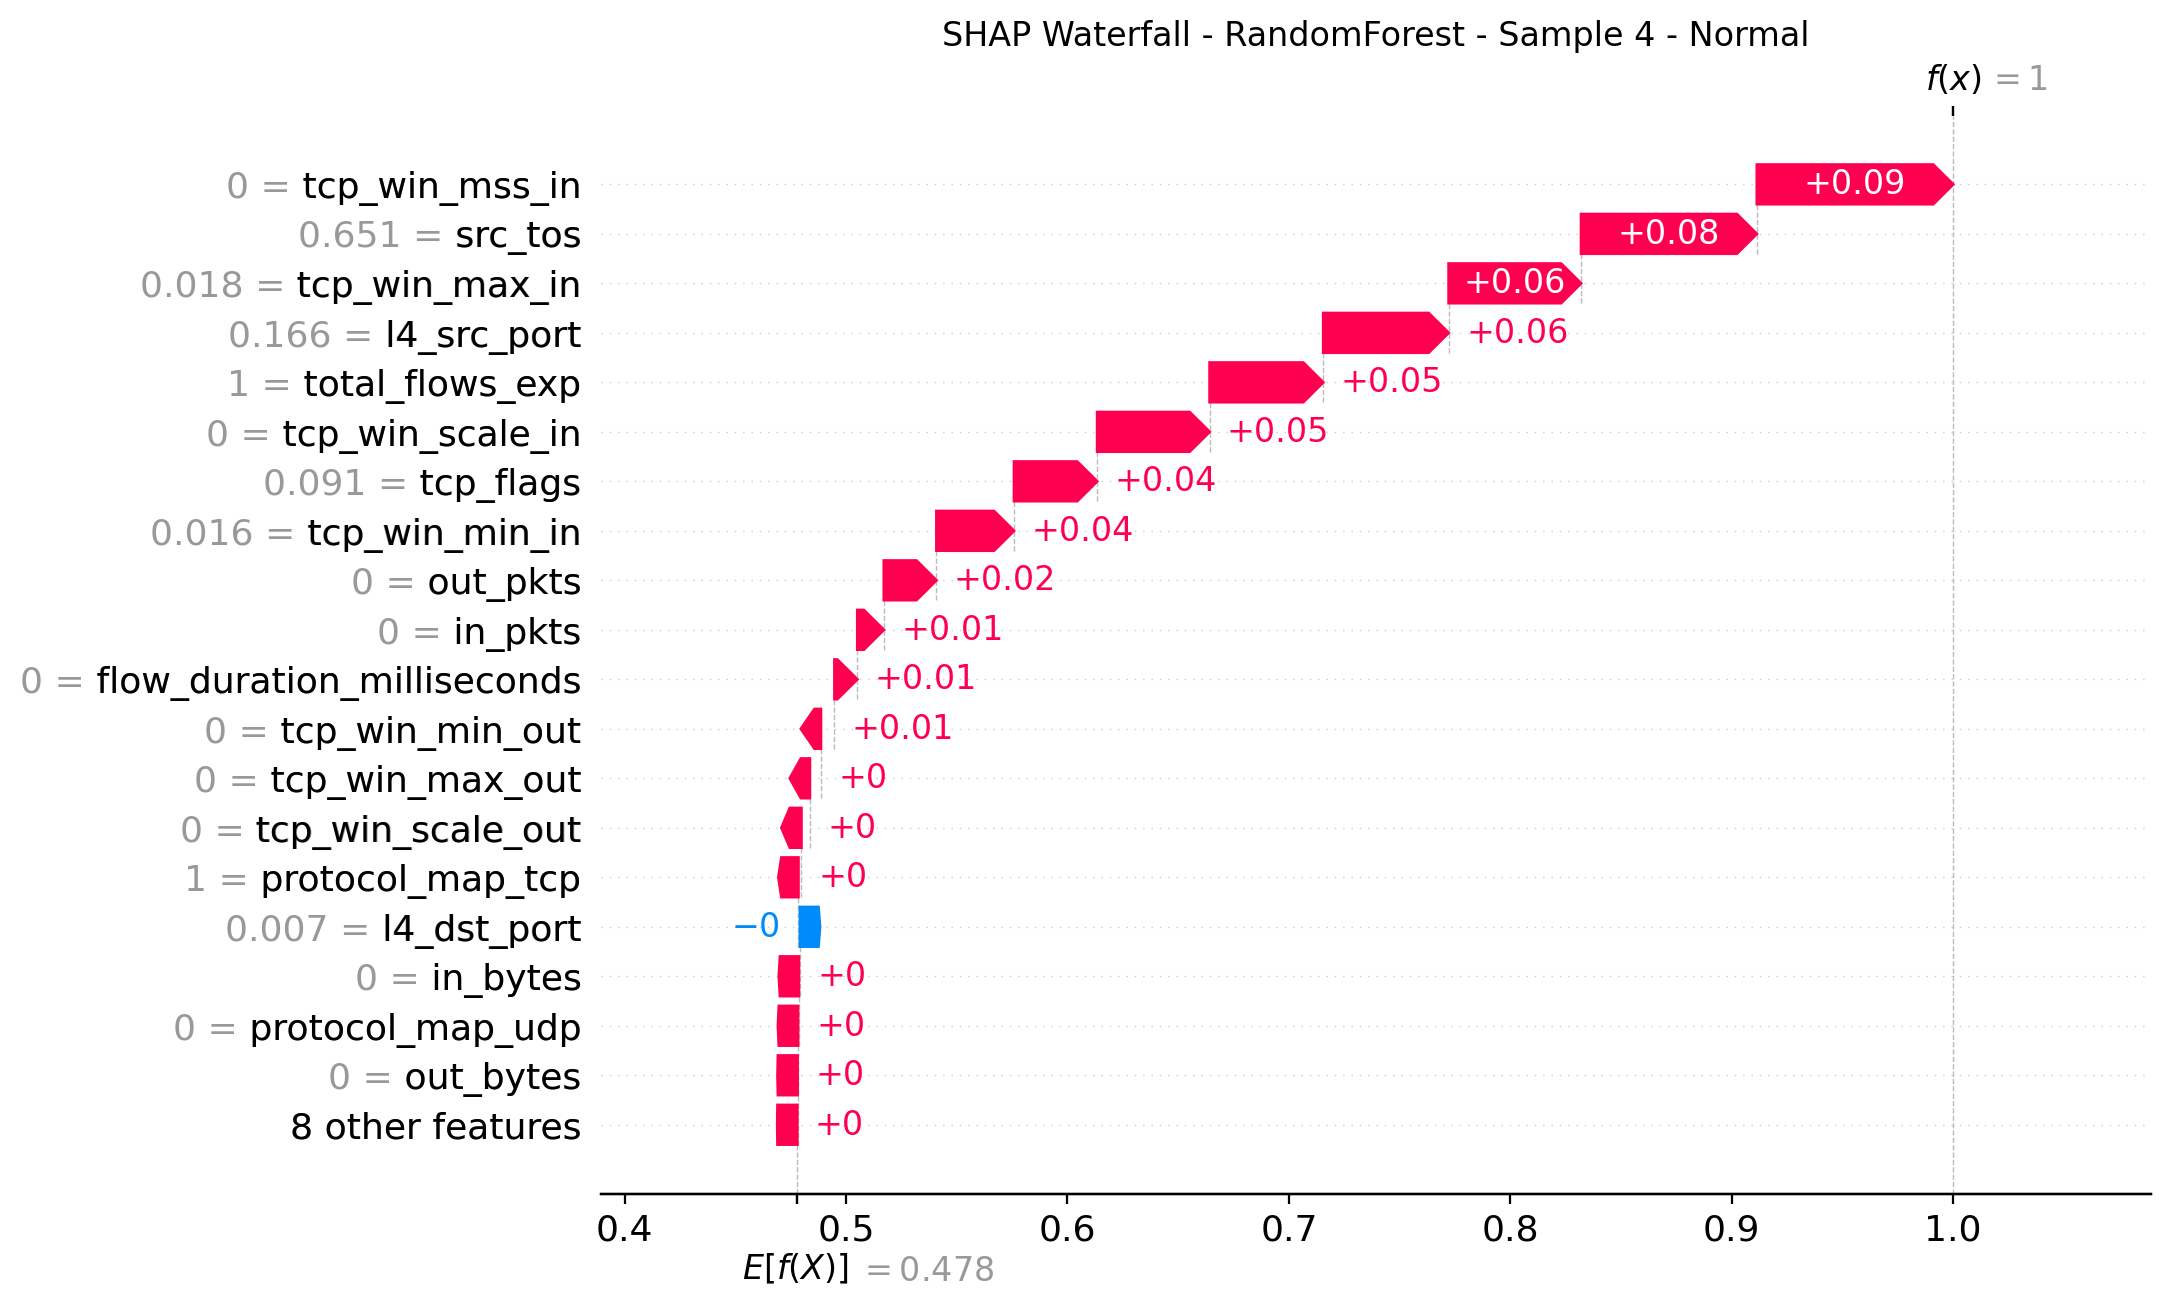 SHAP Waterfall - RandomForest - Sample 4 - Normal
f(x) = 1
0 = tcp_win_mss_in +0.09
0.651 = src_tos +0.08
0.018 = tcp_win_max_in +0.06
0.166 = l4_src_port +0.06
1 = total_flows_exp +0.05
0 = tcp_win_scale_in +0.05
0.091 = tcp_flags +0.04
0.016 = tcp_win_min_in +0.04
0 = out_pkts +0.02
0 = in_pkts +0.01
0 = flow_duration_milliseconds +0.01
0 = tcp_win_min_out +0.01
0 = tcp_win_max_out +0
0 = tcp_win_scale_out +0
1 = protocol_map_tcp +0
0.007 = l4_dst_port −0
0 = in_bytes +0
0 = protocol_map_udp +0
0 = out_bytes +0
8 other features +0
0.4 0.5 0.6 0.7 0.8 0.9 1.0
E[f(X)] = 0.478